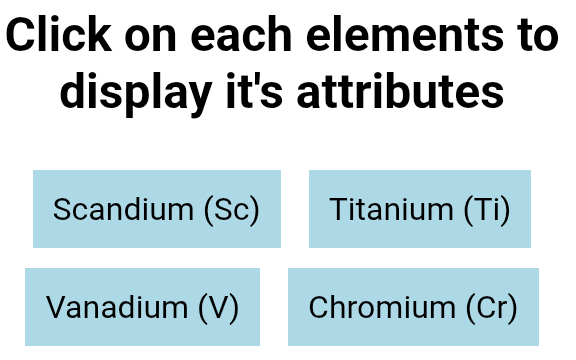 Click on each elements to
display it's attributes
Scandium (Sc) Titanium (Ti)
Vanadium (V) Chromium (Cr)